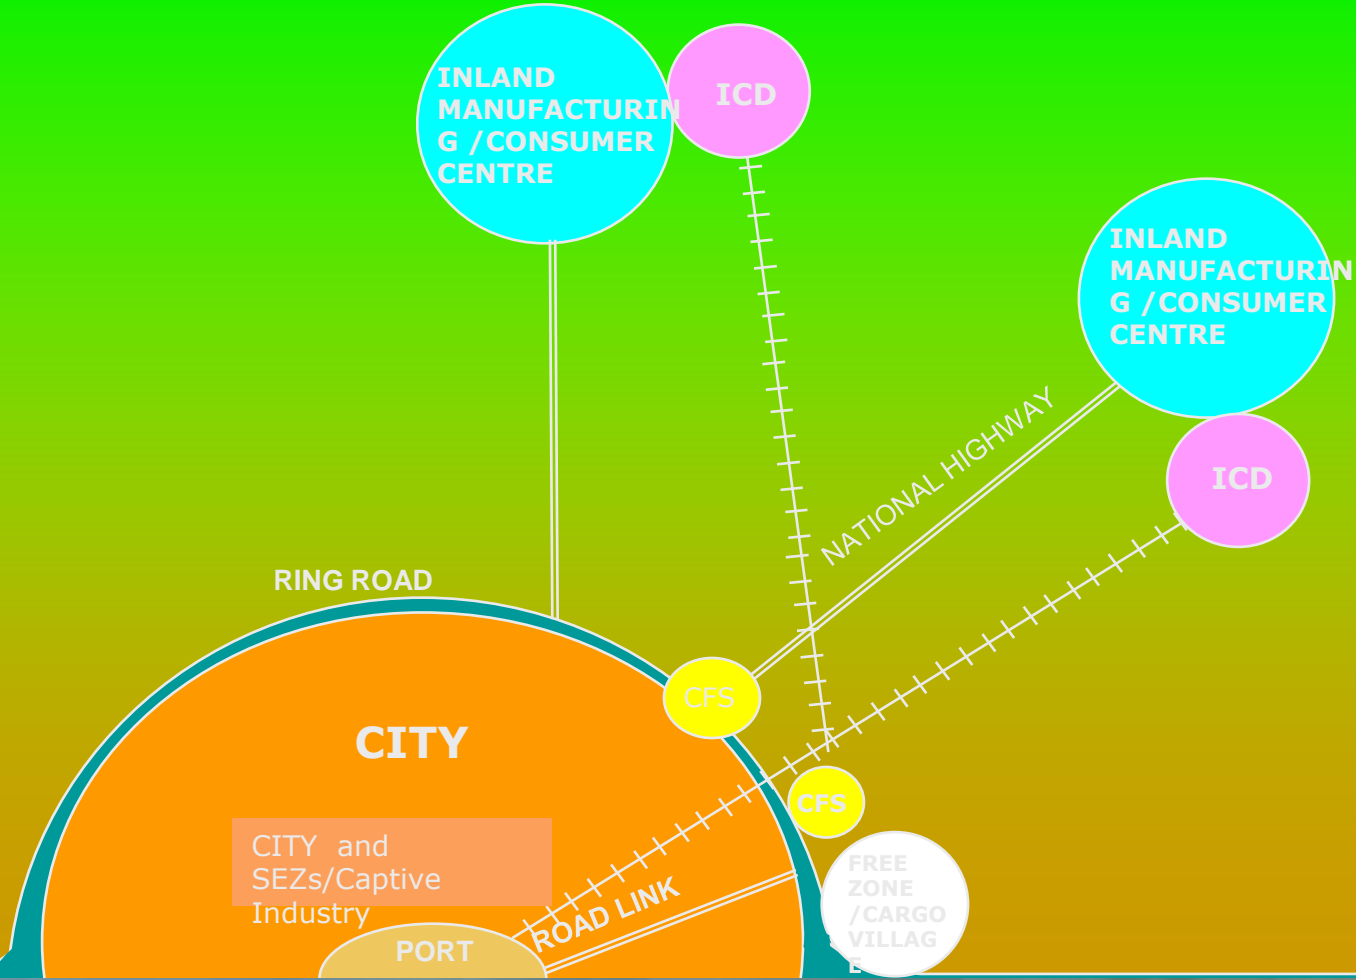 INLAND
MANUFACTURIN
G /CONSUMER
CENTRE
ICD
INLAND
MANUFACTURIN
G /CONSUMER
CENTRE
ICD
NATIONAL HIGHWAY
RING ROAD
CFS
CITY
CFS
CITY  and
SEZs/Captive
Industry
FREE
ZONE
/CARGO
VILLAG
E
ROAD LINK
PORT